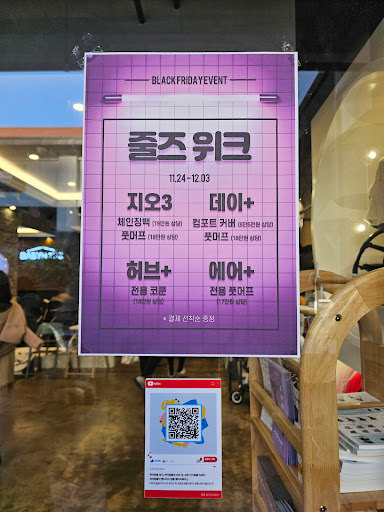 BLACK FRIDAY EVENT
줄즈 위크
11.24~12.03
지오3
체인징백 (19만원 상당)
풋머프 (18만원 상당)
데이+
컴포트 커버 (8만5천원 상당)
풋머프 (18만원 상당)
허브+
전용 코쿤
(18만원 상당)
에어+
전용 풋머프
(17만원 상당)
* 결제 선착순 증정